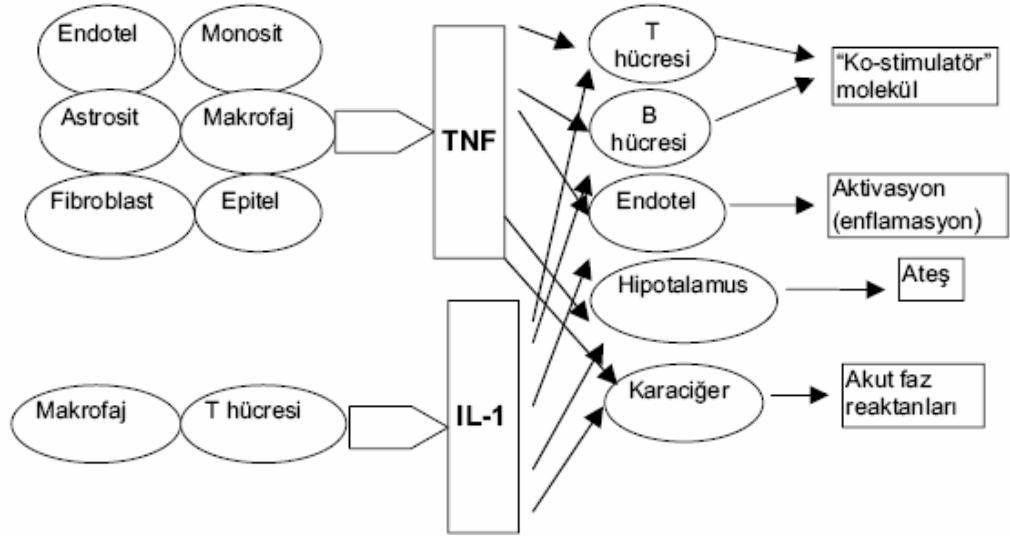 Endotel
Monosit
Astrosit
Makrofaj
Fibroblast
Epitel
TNF
T
hücresi
B
hücresi
Endotel
Hipotalamus
Karaciğer
“Ko-stimulatör”
molekül
Aktivasyon
(enflamasyon)
Ateş
Akut faz
reaktanları
Makrofaj
T hücresi
IL-1